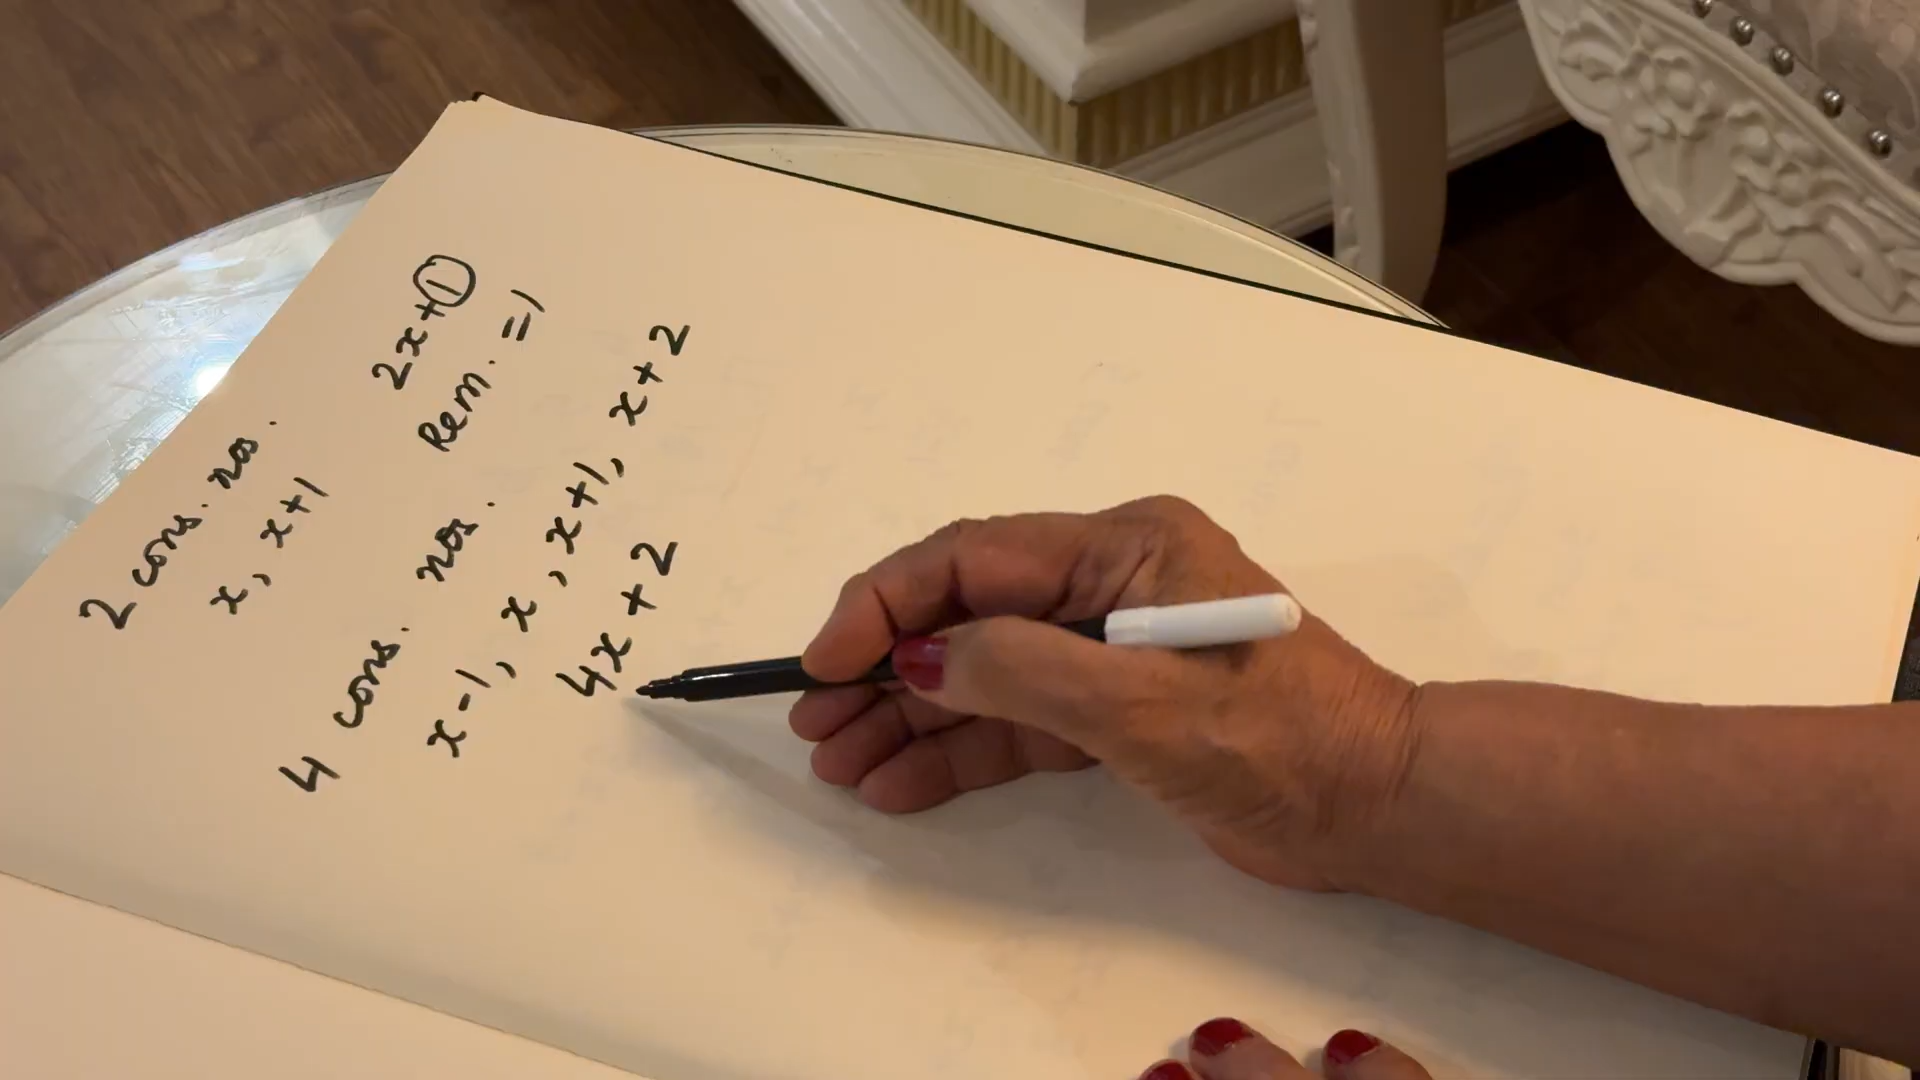 2 cons. nos.
x, x+1
2x+1
Rem. =1
4 cons. nos.
x-1, x, x+1, x+2
4x+2